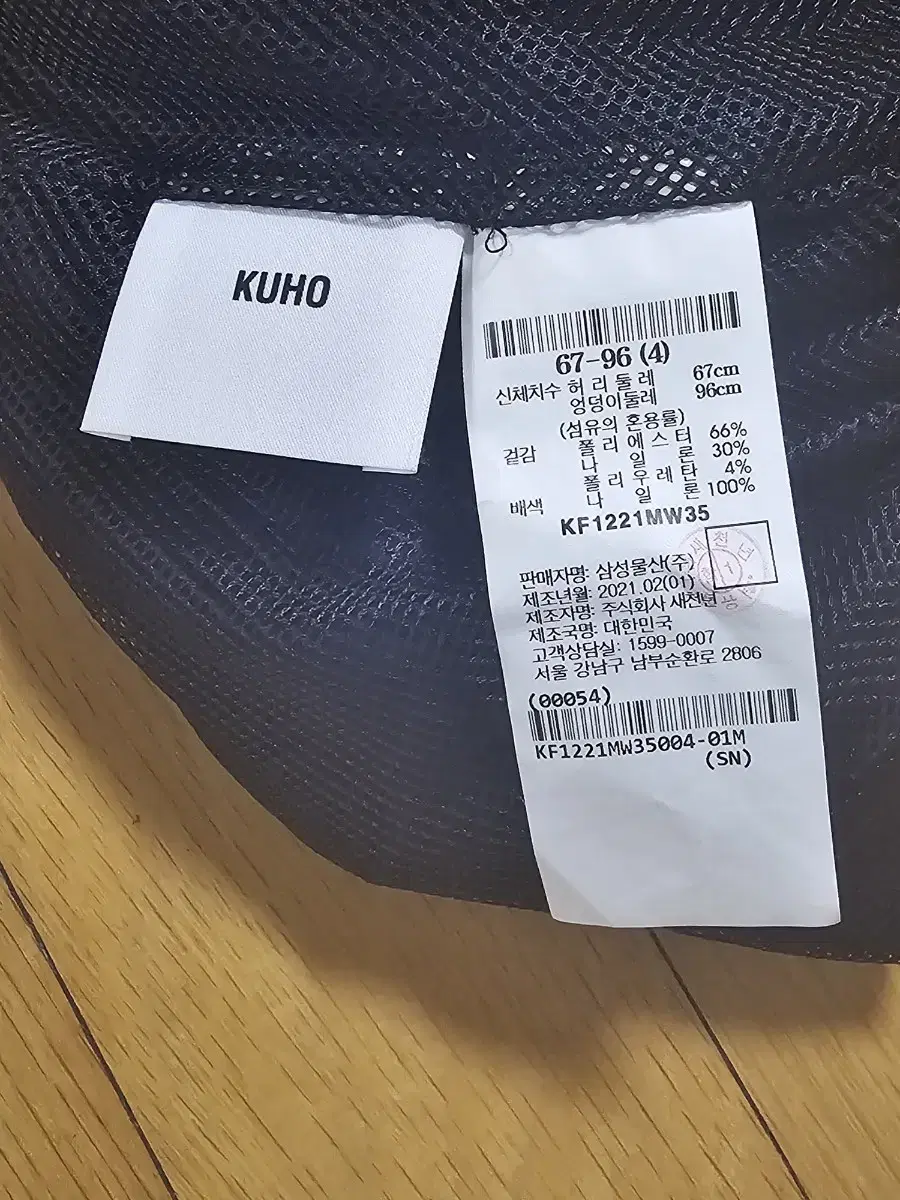 KUHO
67-96 (4)
신체치수 허 리 둘 레 67cm
엉덩이둘레 96cm
(섬유의 혼용률)
겉감 폴 리 에 스 터 66%
나 일 론 30%
폴 리 우 레 탄 4%
배색 나 일 론 100%
KF1221MW35
판매자명: 삼성물산(주)
제조년월: 2021.02(01)
제조자명: 주식회사 새천년
제조국명: 대한민국
고객상담실: 1599-0007
서울 강남구 남부순환로 2806
(00054)
KF1221MW35004-01M
(SN)